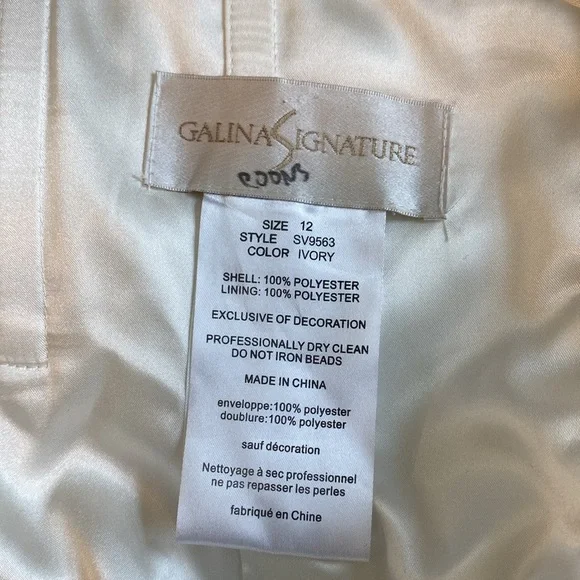 GALINA SIGNATURE
SIZE 12
STYLE SV9563
COLOR IVORY
SHELL: 100% POLYESTER
LINING: 100% POLYESTER
EXCLUSIVE OF DECORATION
PROFESSIONALLY DRY CLEAN
DO NOT IRON BEADS
MADE IN CHINA
enveloppe:100% polyester
doublure: 100% polyester
sauf décoration
Nettoyage à sec professionnel
ne pas repasser les perles
fabriqué en Chine